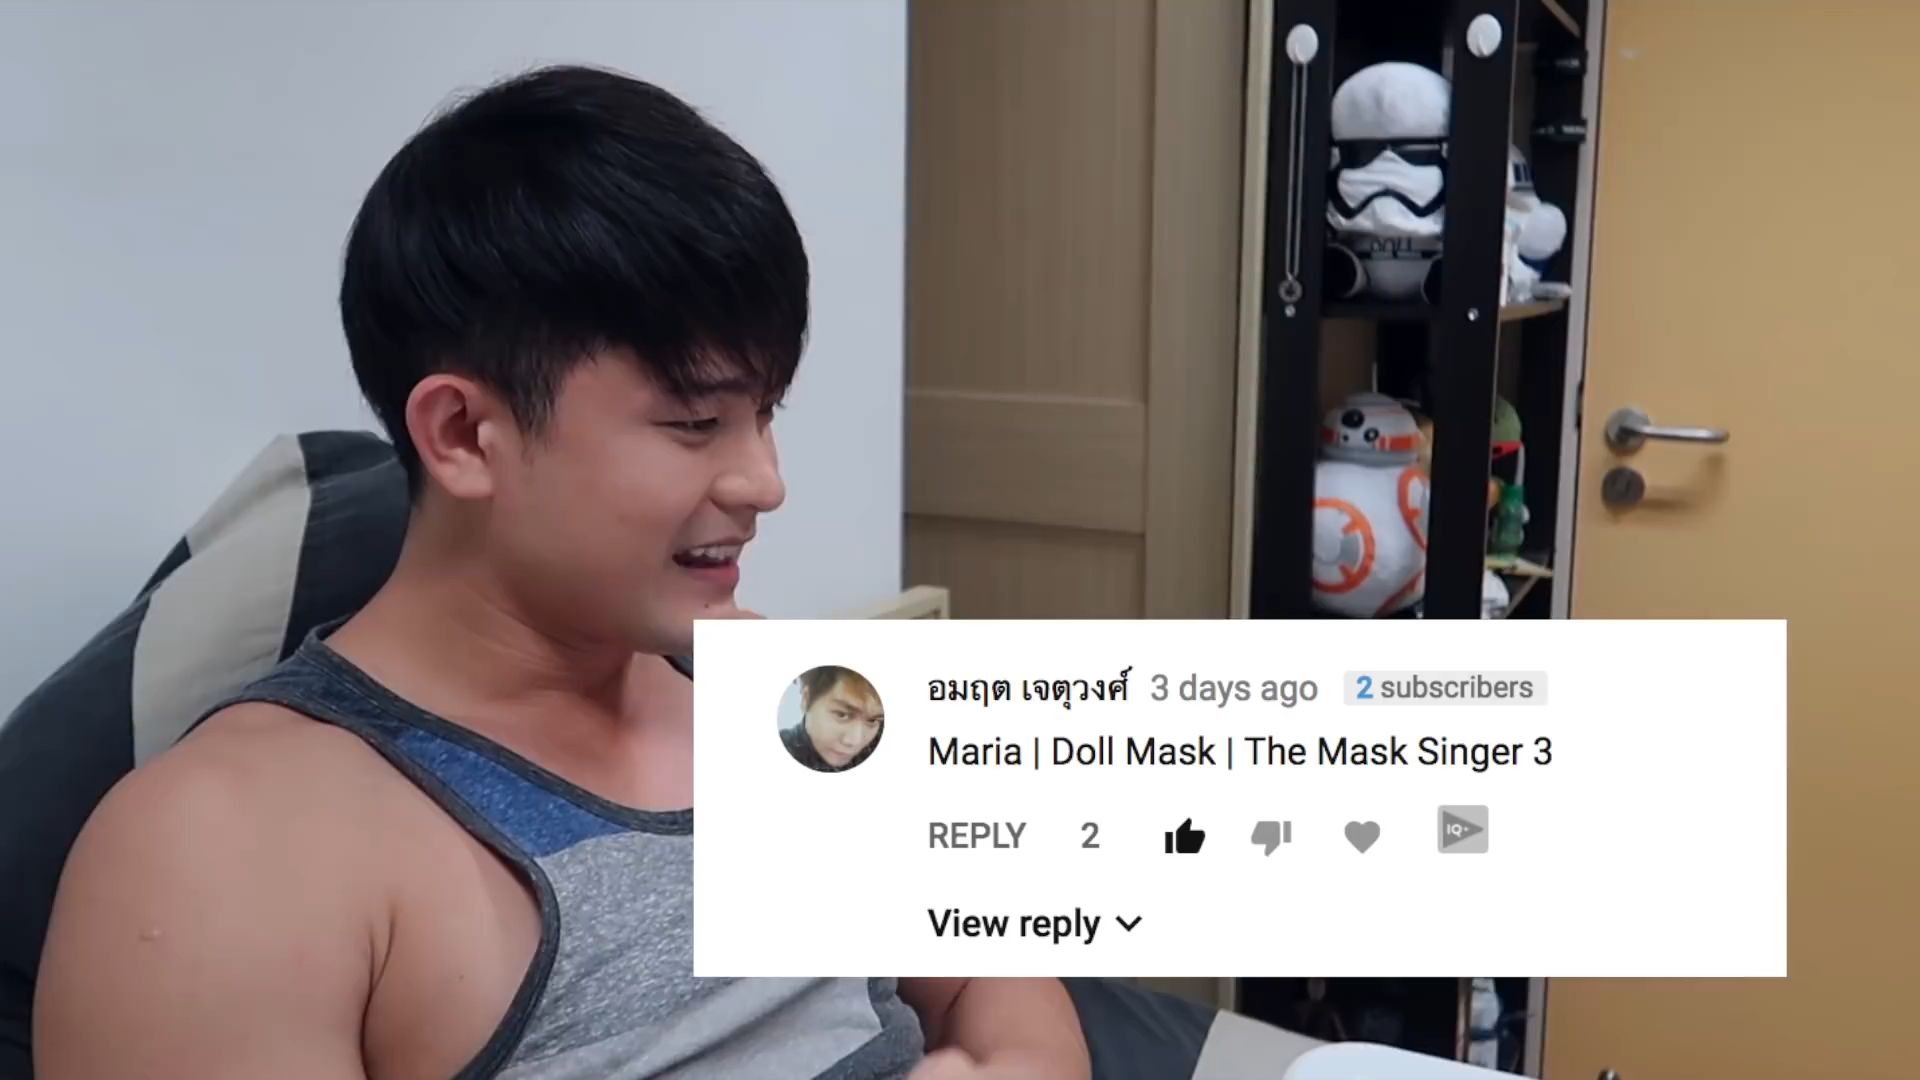 อมฤต เจตุวงศ์ 3 days ago 2 subscribers
Maria | Doll Mask | The Mask Singer 3
REPLY 2
IQ
View reply